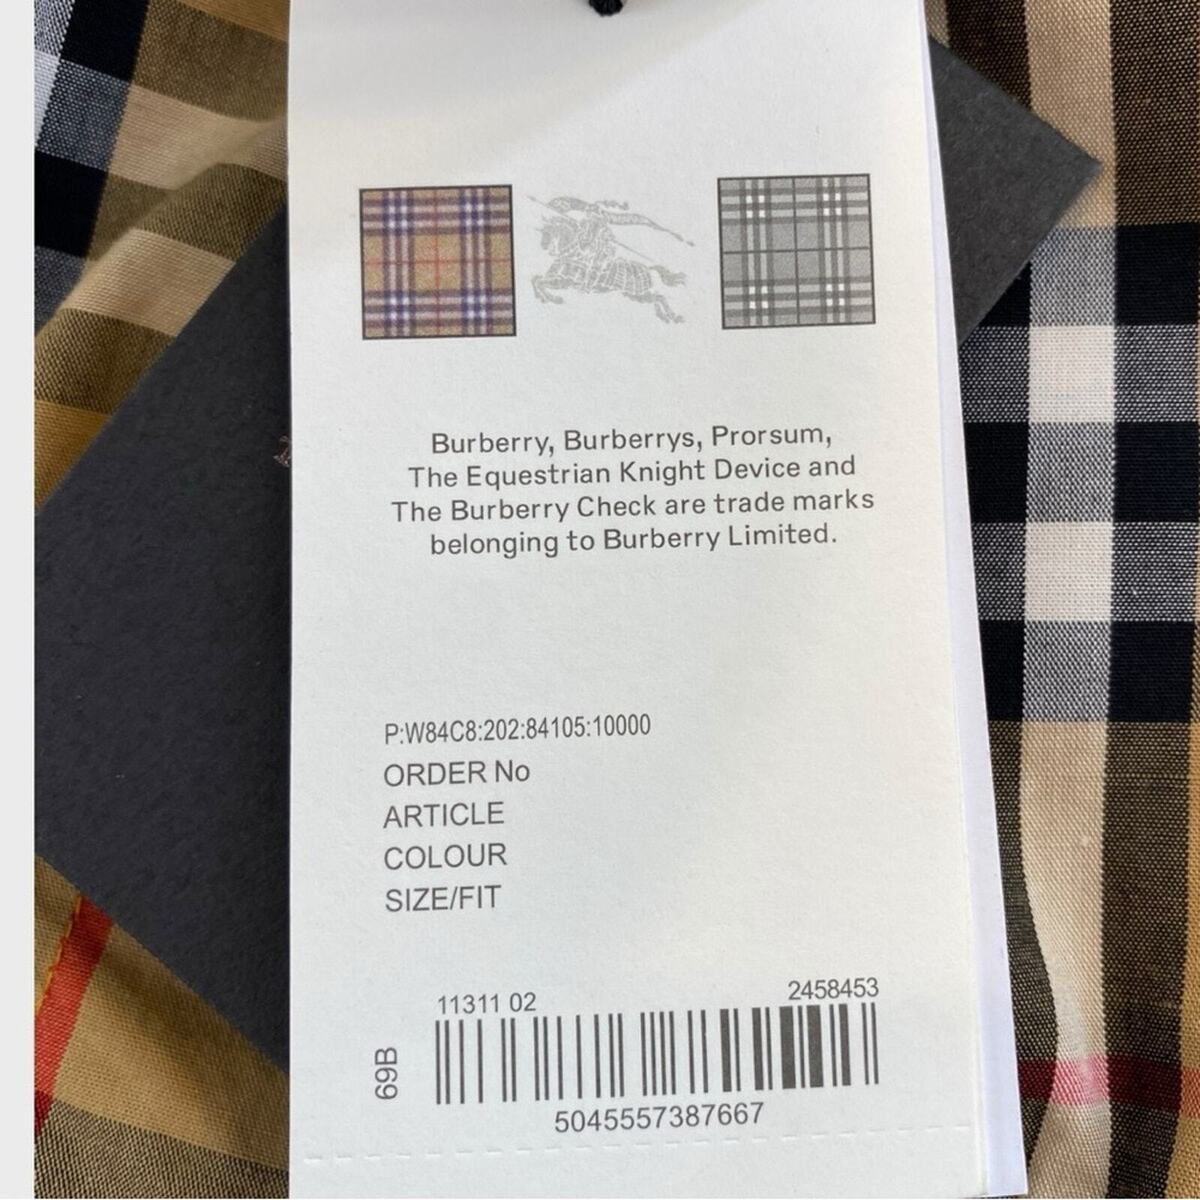 Burberry, Burberrys, Prorsum,
The Equestrian Knight Device and
The Burberry Check are trade marks
belonging to Burberry Limited.
P:W84C8:202:84105:10000
ORDER No
ARTICLE
COLOUR
SIZE/FIT
11311 02
2458453
69B
5045557387667